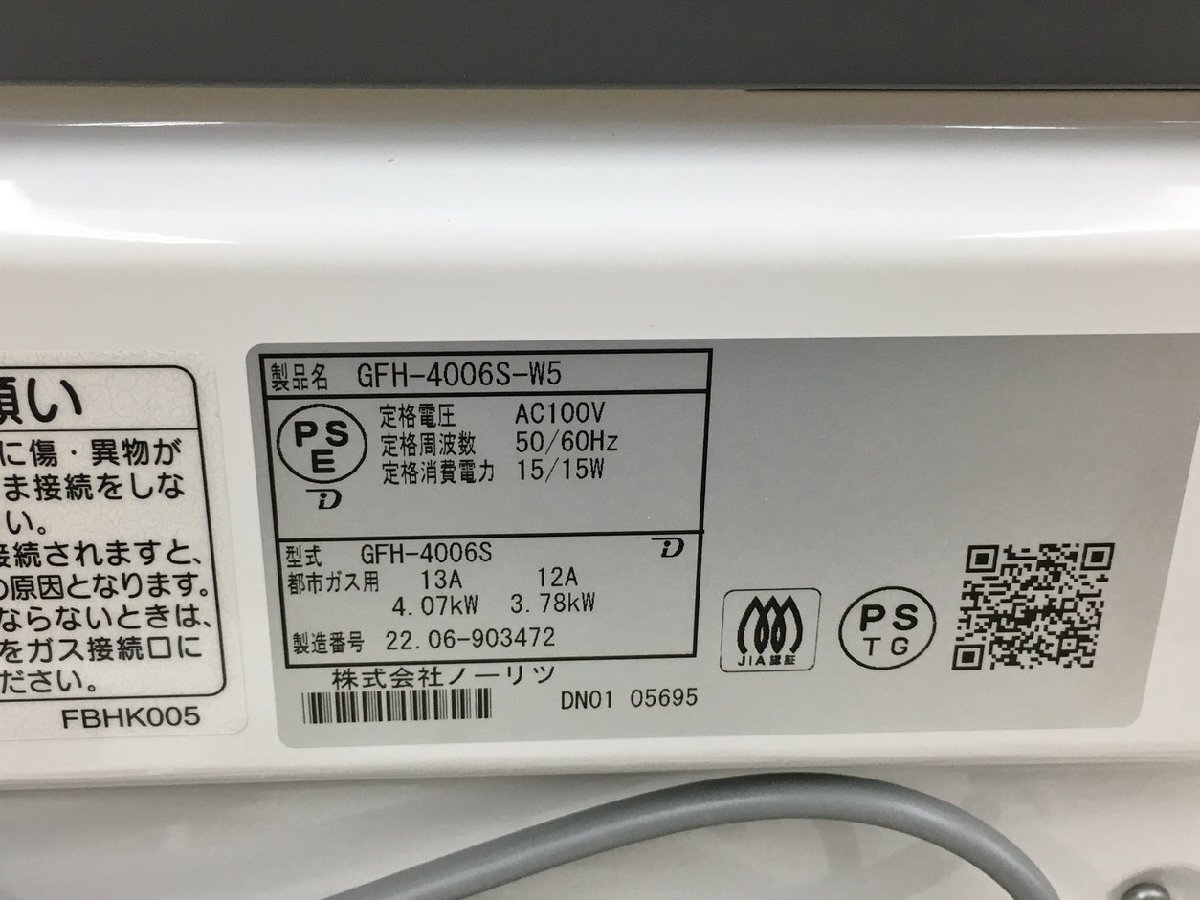 願い
に傷・異物が
ま接続をしな
い。
接続されますと、
の原因となります。
ならないときは、
をガス接続口に
ださい。
FBHK005
製品名 GFH-4006S-W5
PS
E
定格電圧 AC100V
定格周波数 50/60Hz
定格消費電力 15/15W
型式 GFH-4006S
都市ガス用 13A 12A
4.07kW 3.78kW
製造番号 22.06-903472
株式会社ノーリツ
DN01 05695
JIA認証
PS
TG